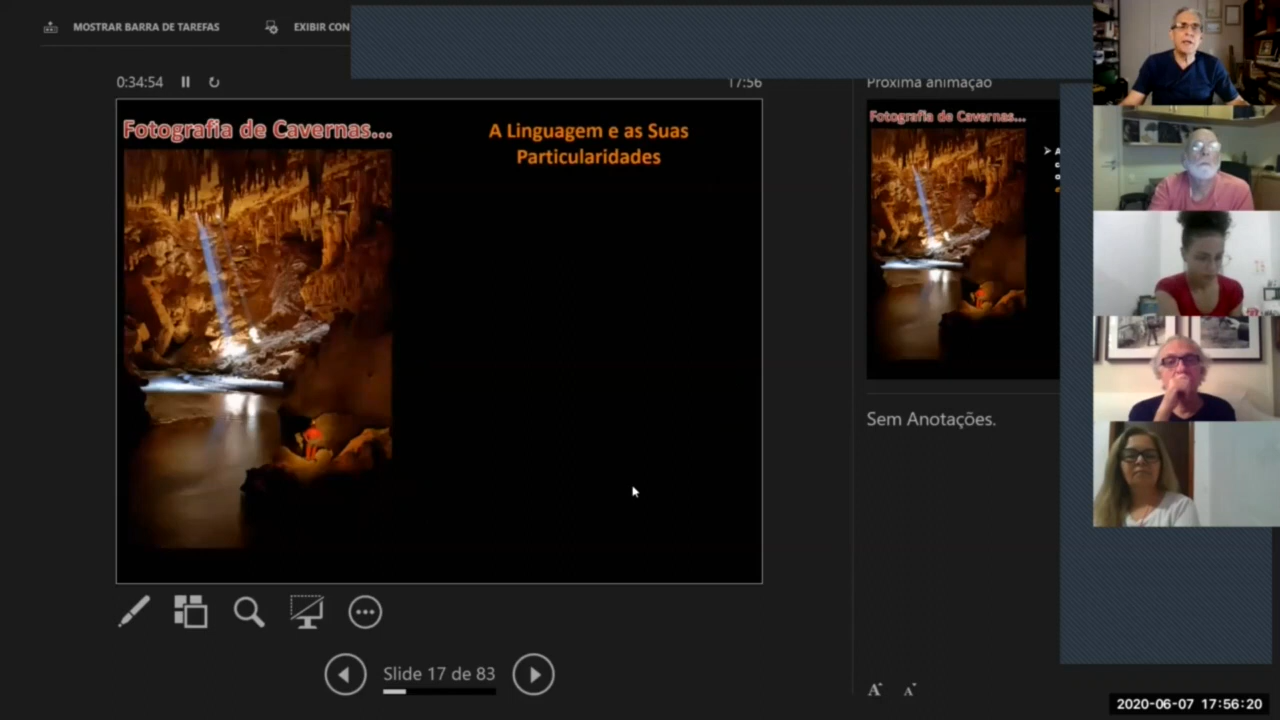 MOSTRAR BARRA DE TAREFAS
EXIBIR CON
0:34:54
17:56
Próxima animação
Fotografia de Cavernas...
A Linguagem e as Suas
Particularidades
Fotografia de Cavernas...
A
c
o
Sem Anotações.
Slide 17 de 83
A A
2020-06-07 17:56:20